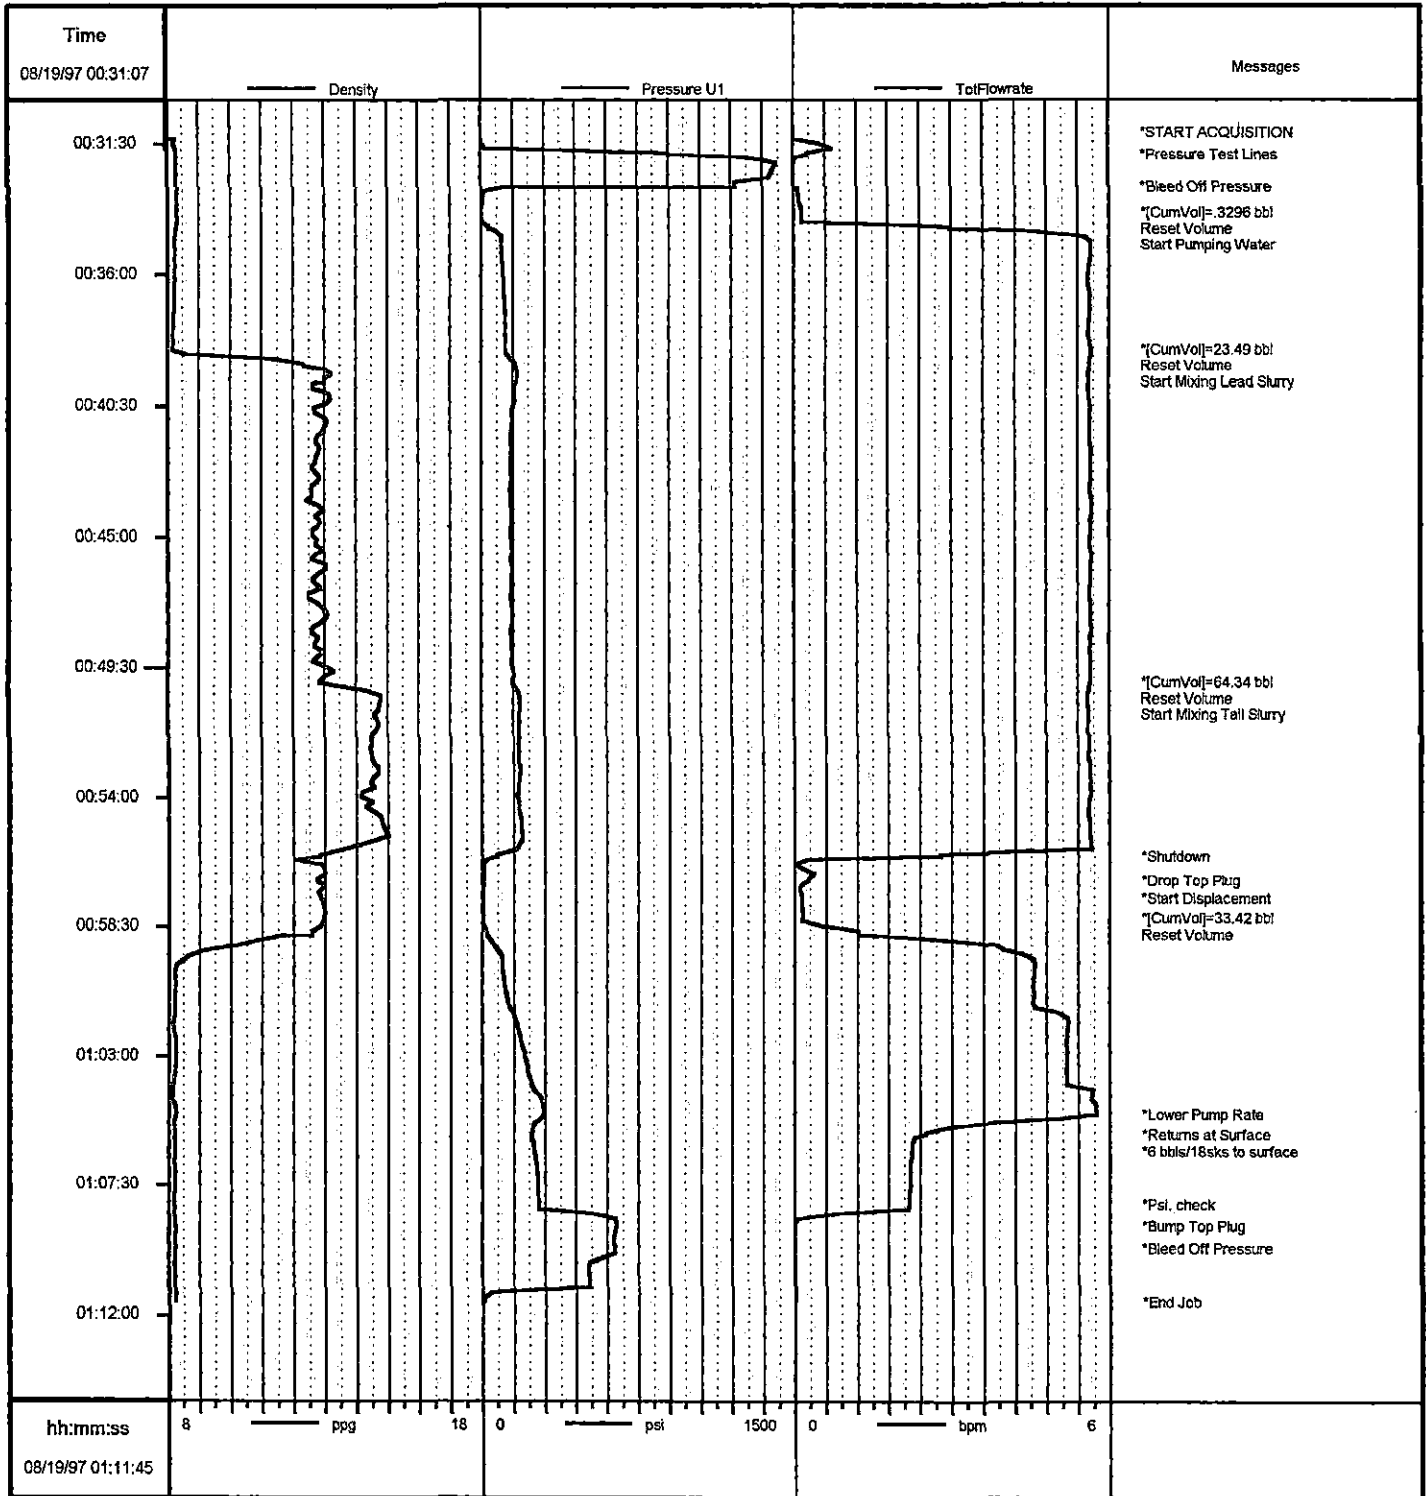 Time
08/19/97 00:31:07
Density
Pressure U1
TotFlowrate
Messages
00:31:30
00:36:00
00:40:30
00:45:00
00:49:30
00:54:00
00:58:30
01:03:00
01:07:30
01:12:00
*START ACQUISITION
*Pressure Test Lines
*Bleed Off Pressure
*[CumVol]=.3296 bbl
Reset Volume
Start Pumping Water
*[CumVol]=23.49 bbl
Reset Volume
Start Mixing Lead Slurry
*[CumVol]=64.34 bbl
Reset Volume
Start Mixing Tail Slurry
*Shutdown
*Drop Top Plug
*Start Displacement
*[CumVol]=33.42 bbl
Reset Volume
*Lower Pump Rate
*Returns at Surface
*6 bbls/18sks to surface
*Psi, check
*Bump Top Plug
*Bleed Off Pressure
*End Job
hh:mm:ss
08/19/97 01:11:45
8 ppg 18
0 psi 1500
0 bpm 6